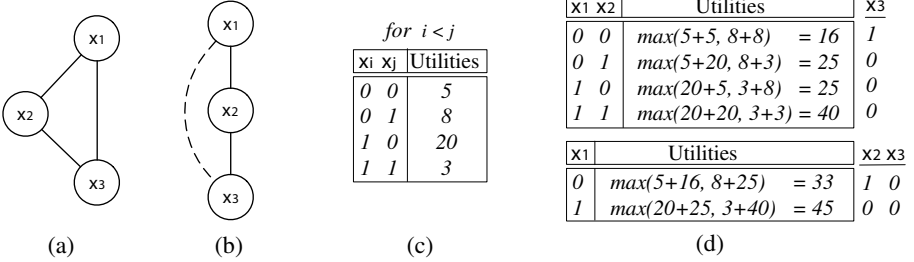 x1
x2
x3
(a)
x1
x2
x3
(b)
for i < j
xi xj Utilities
0 0 5
0 1 8
1 0 20
1 1 3
(c)
x1 x2 Utilities x3
0 0 max(5+5, 8+8) = 16 1
0 1 max(5+20, 8+3) = 25 0
1 0 max(20+5, 3+8) = 25 0
1 1 max(20+20, 3+3) = 40 0
x1 Utilities x2 x3
0 max(5+16, 8+25) = 33 1 0
1 max(20+25, 3+40) = 45 0 0
(d)